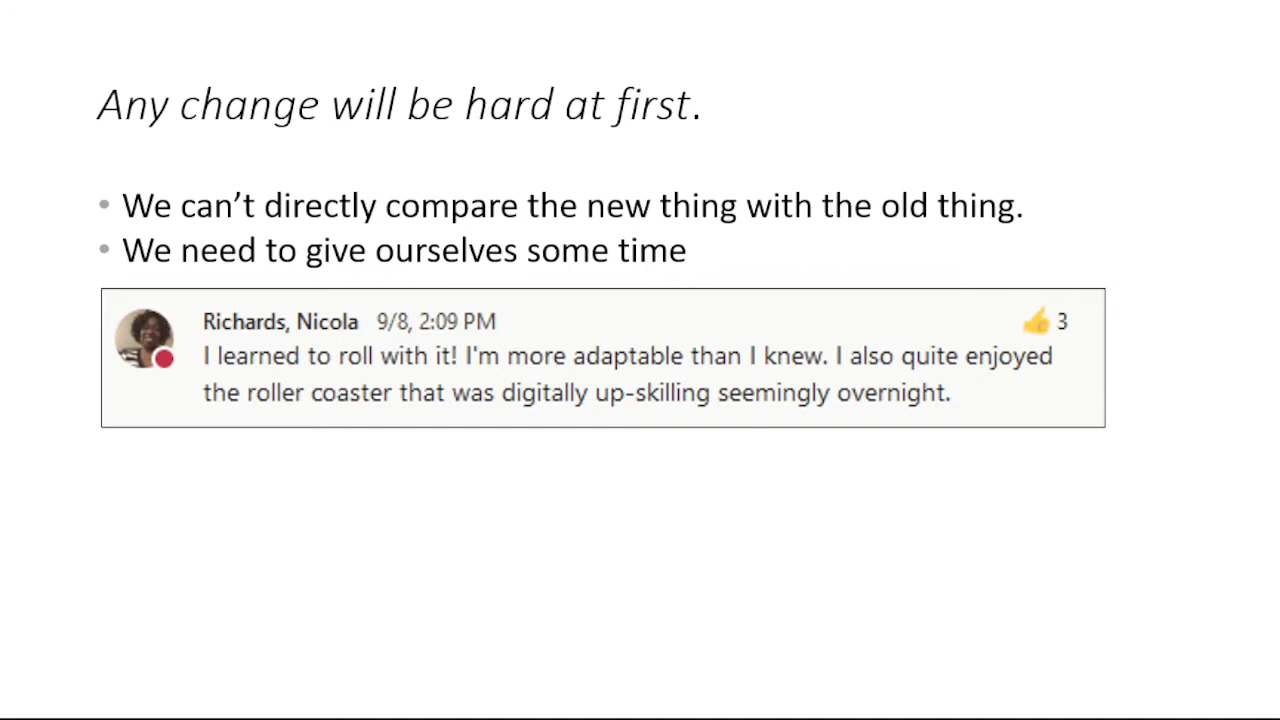 Any change will be hard at first.
• We can’t directly compare the new thing with the old thing.
• We need to give ourselves some time
Richards, Nicola 9/8, 2:09 PM 👍 3
I learned to roll with it! I'm more adaptable than I knew. I also quite enjoyed
the roller coaster that was digitally up-skilling seemingly overnight.